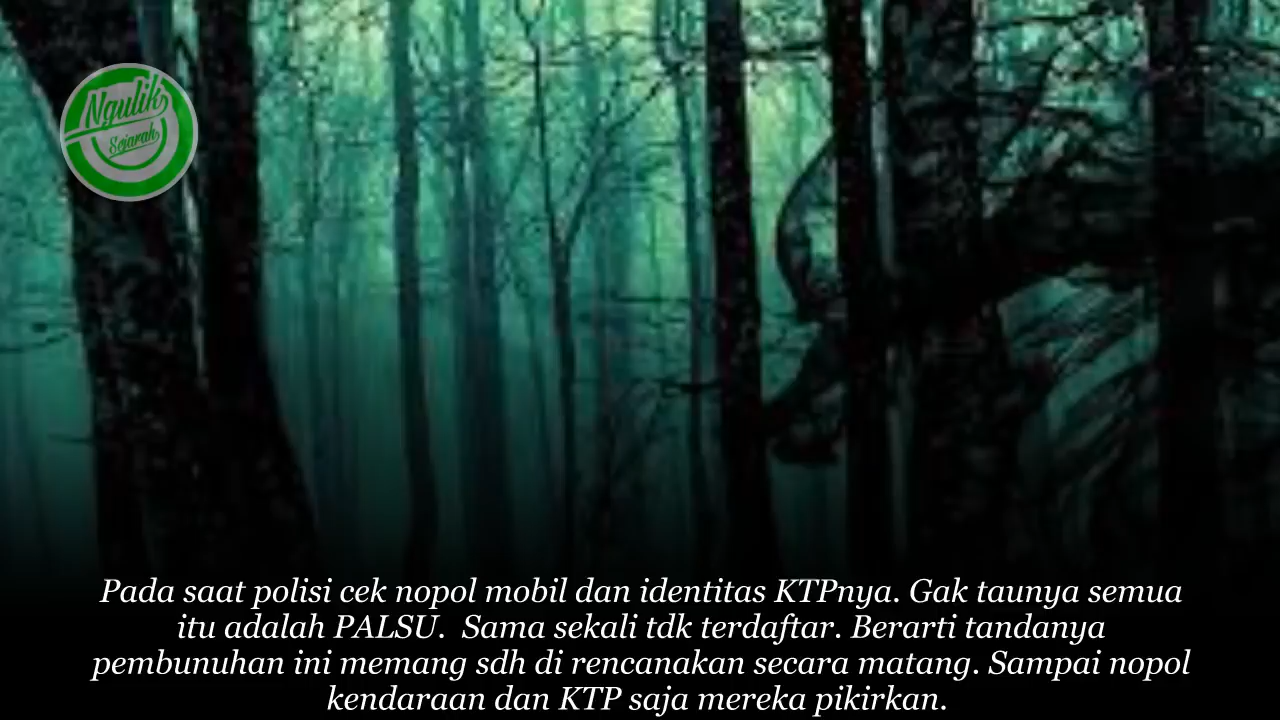 Ngulik
Sejarah
Pada saat polisi cek nopol mobil dan identitas KTPnya. Gak taunya semua
itu adalah PALSU.  Sama sekali tdk terdaftar. Berarti tandanya
pembunuhan ini memang sdh di rencanakan secara matang. Sampai nopol
kendaraan dan KTP saja mereka pikirkan.